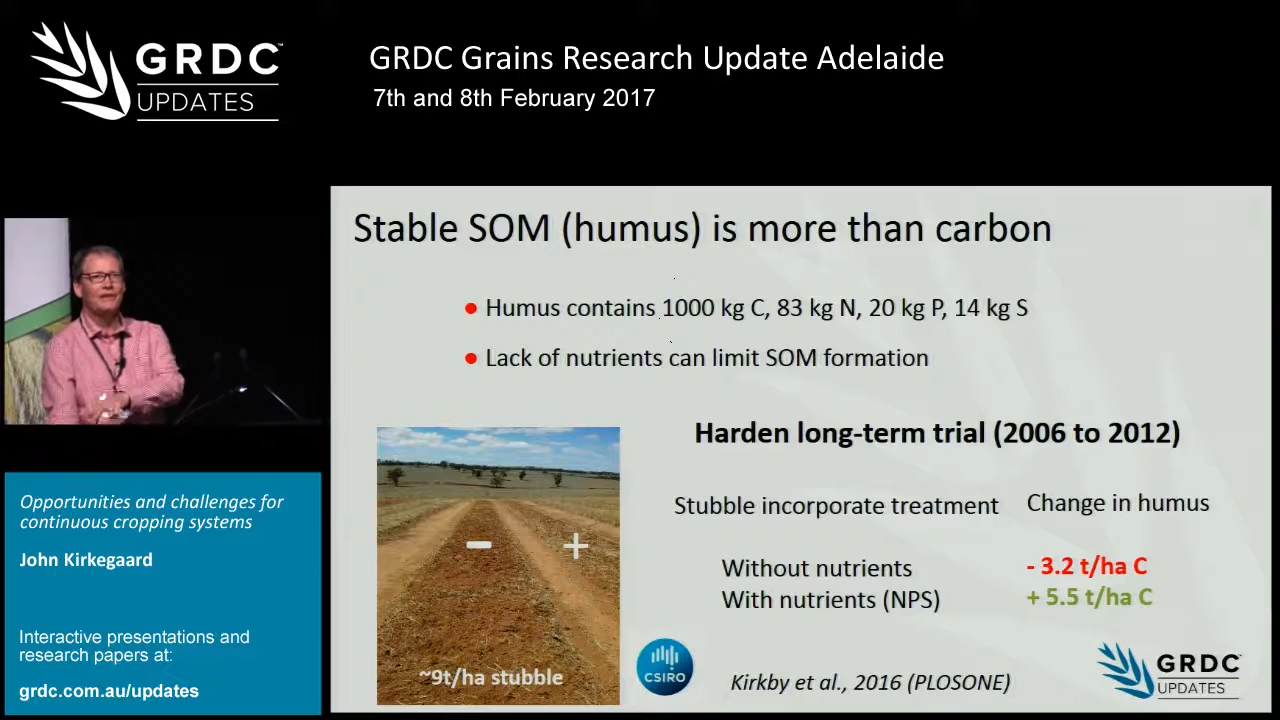 GRDC™
UPDATES
GRDC Grains Research Update Adelaide
7th and 8th February 2017
Stable SOM (humus) is more than carbon
● Humus contains 1000 kg C, 83 kg N, 20 kg P, 14 kg S
● Lack of nutrients can limit SOM formation
Harden long-term trial (2006 to 2012)
Stubble incorporate treatment Change in humus
Without nutrients - 3.2 t/ha C
With nutrients (NPS) + 5.5 t/ha C
− +
~9t/ha stubble
CSIRO
Kirkby et al., 2016 (PLOSONE)
GRDC™
UPDATES
Opportunities and challenges for
continuous cropping systems
John Kirkegaard
Interactive presentations and
research papers at:
grdc.com.au/updates